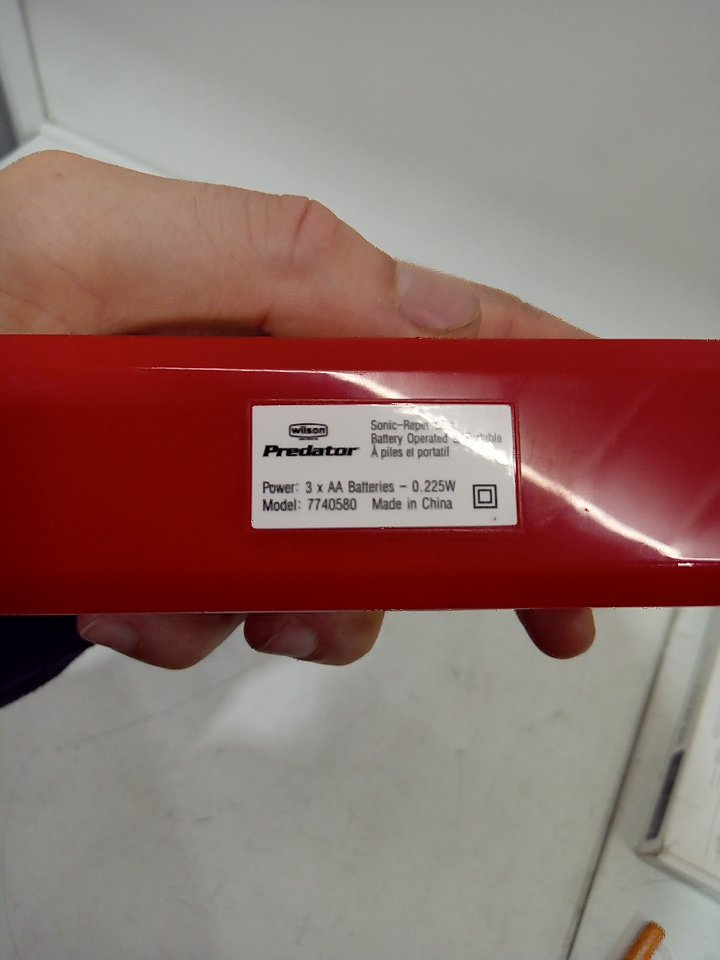 wilson
Predator
Sonic-Repel
Battery Operated & Portable
À piles et portatif
Power: 3 x AA Batteries - 0.225W
Model: 7740580 Made in China